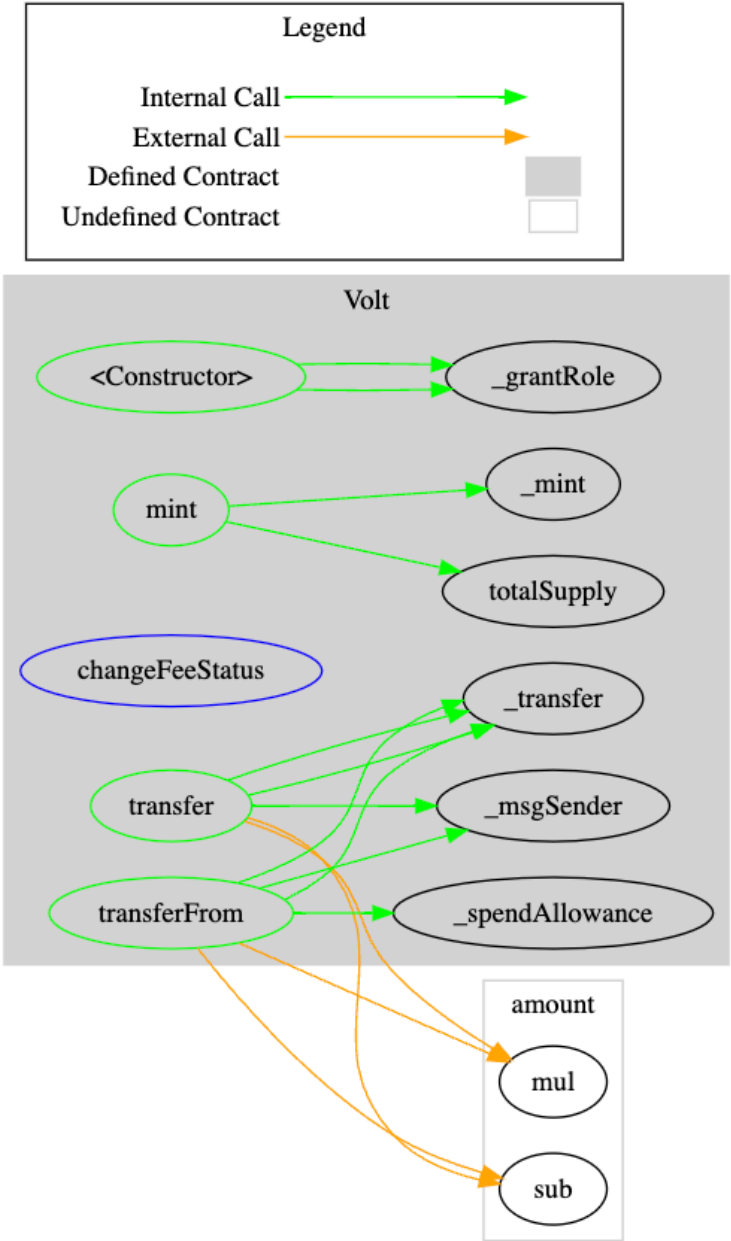 Legend
Internal Call
External Call
Defined Contract
Undefined Contract
Volt
<Constructor>
_grantRole
_mint
mint
totalSupply
changeFeeStatus
_transfer
transfer
_msgSender
transferFrom
_spendAllowance
amount
mul
sub